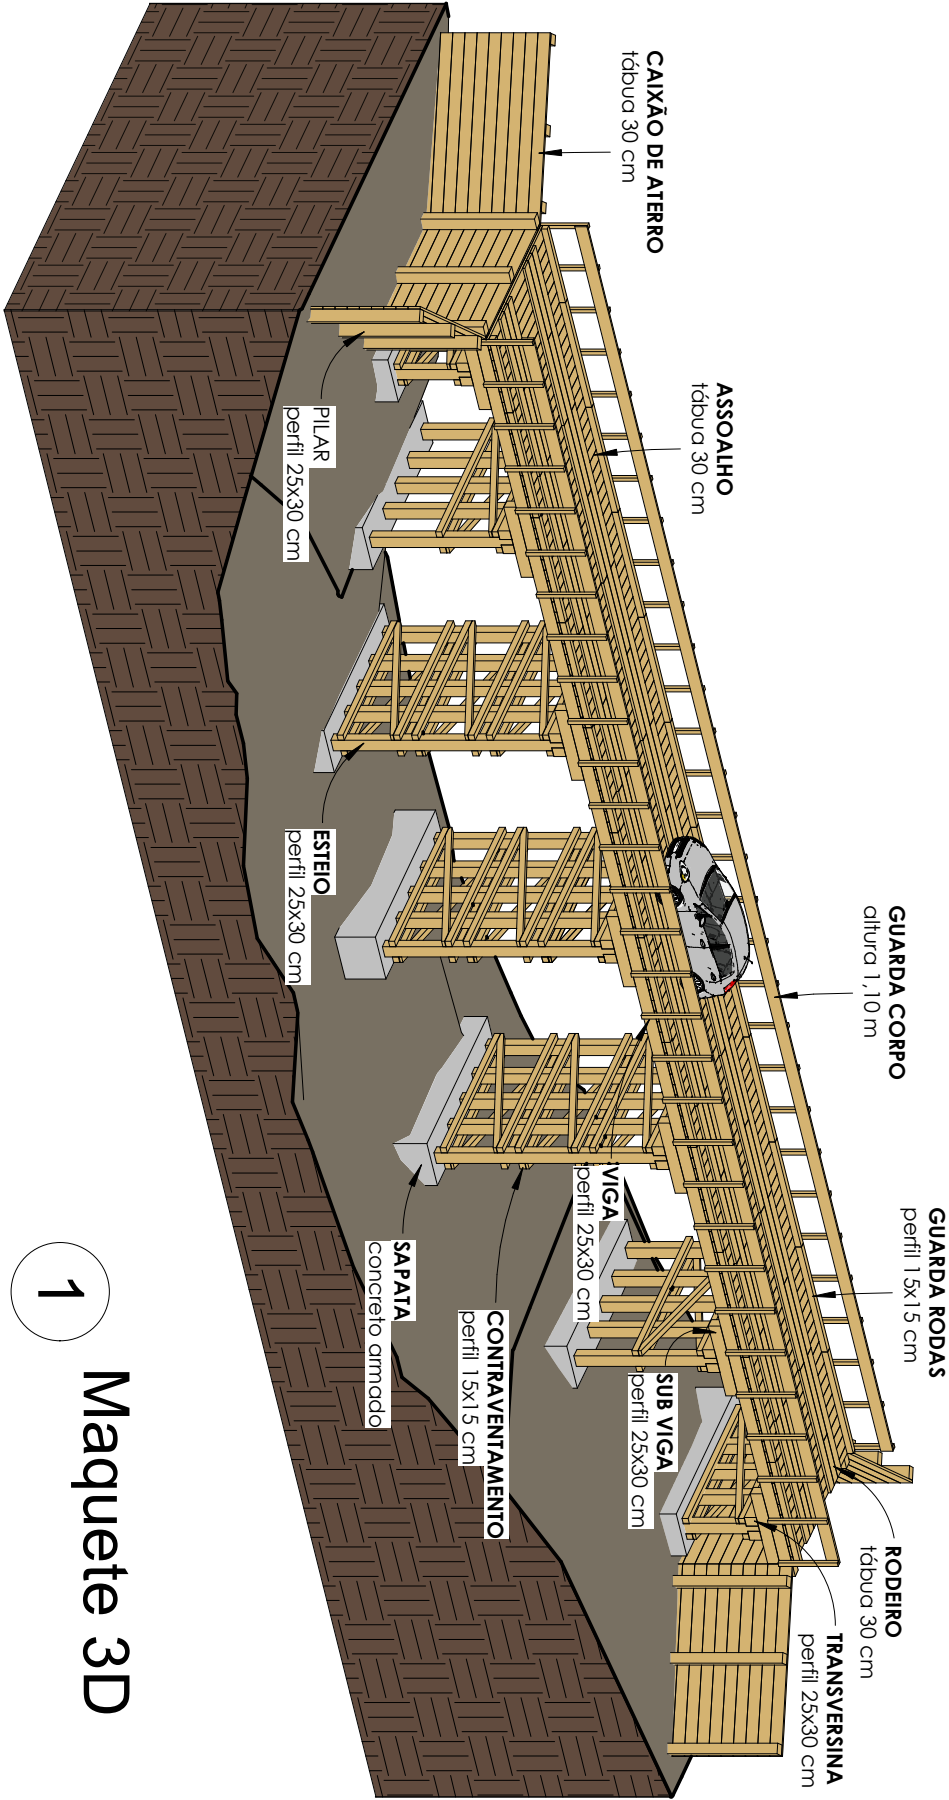 GUARDA RODAS
perfil 15x15 cm
GUARDA CORPO
altura 1,10 m
ASSOALHO
tábua 30 cm
CAIXÃO DE ATERRO
tábua 30 cm
RODEIRO
tábua 30 cm
TRANSVERSINA
perfil 25x30 cm
SUB VIGA
perfil 25x30 cm
VIGA
perfil 25x30 cm
CONTRAVENTAMENTO
perfil 15x15 cm
SAPATA
concreto armado
PILAR
perfil 25x30 cm
ESTEIO
perfil 25x30 cm
1
Maquete 3D